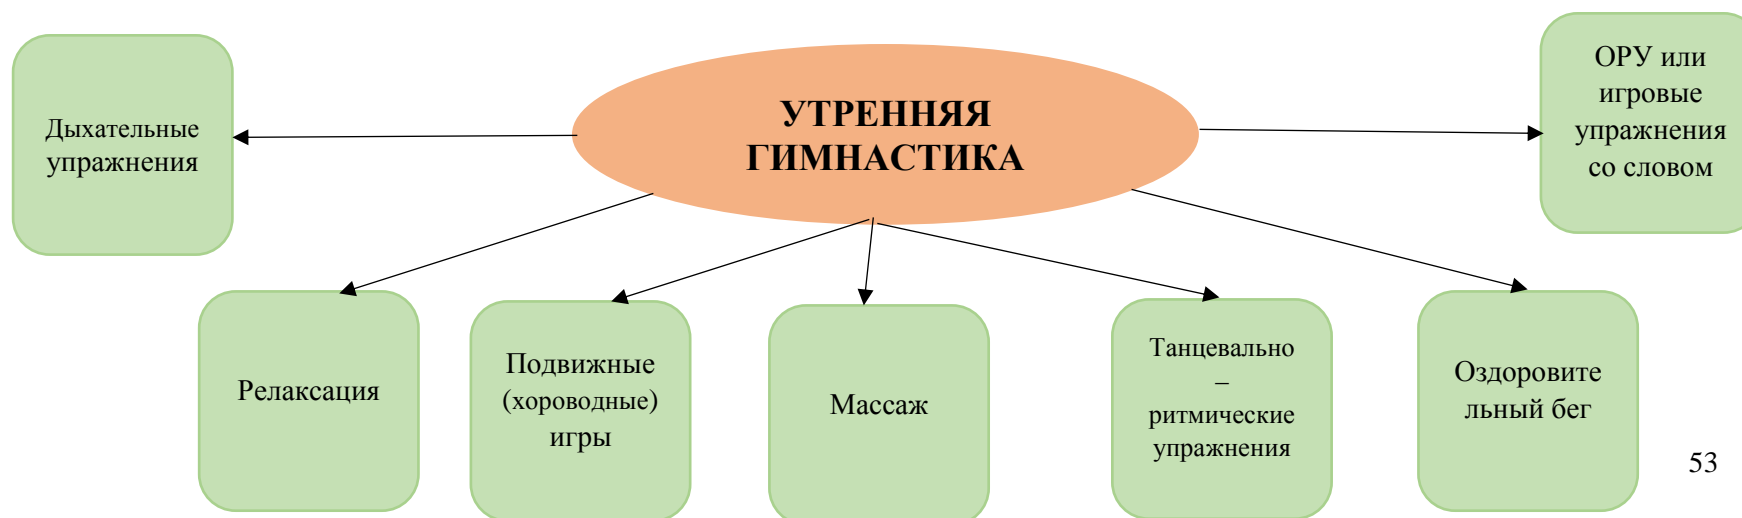 УТРЕННЯЯ
ГИМНАСТИКА
Дыхательные
упражнения
ОРУ или
игровые
упражнения
со словом
Релаксация
Подвижные
(хороводные)
игры
Массаж
Танцевально
–
ритмические
упражнения
Оздоровите
льный бег
53